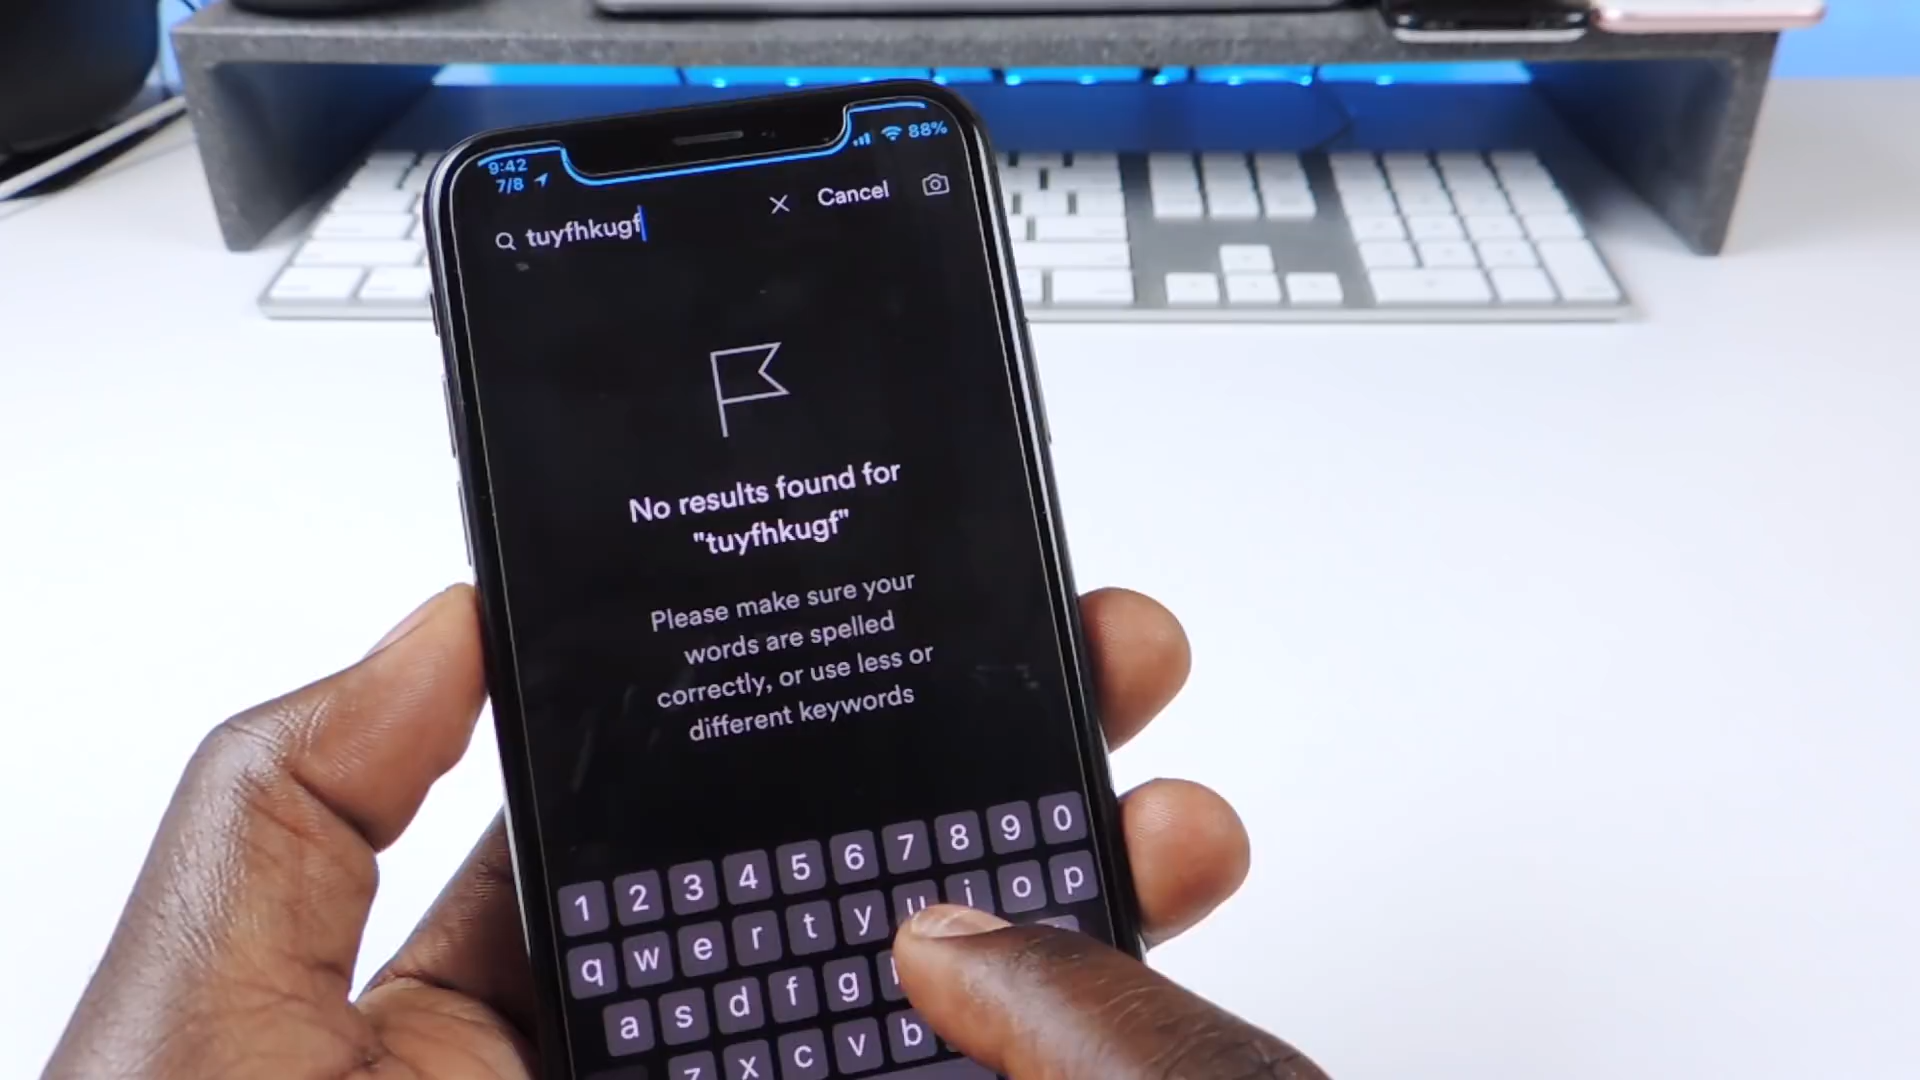 9:42
88%
7/8
tuyfhkugf
Cancel
No results found for
"tuyfhkugf"
Please make sure your
words are spelled
correctly, or use less or
different keywords
1 2 3 4 5 6 7 8 9 0
q w e r t y u i o p
a s d f g
z x c v b